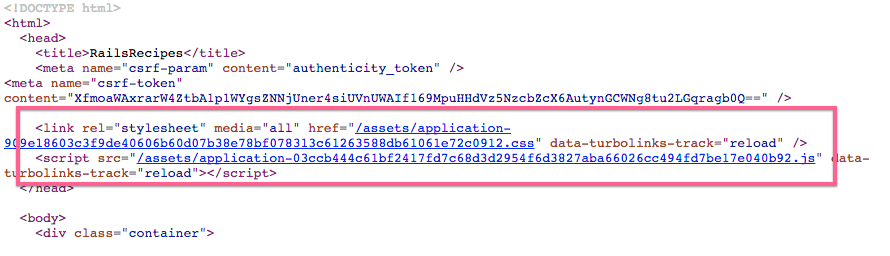 <!DOCTYPE html>
<html>
<head>
<title>RailsRecipes</title>
<meta name="csrf-param" content="authenticity_token" />
<meta name="csrf-token"
content="XfmoaWAxrarW4ZtbAlplWYgsZNNjUner4siUVnUWAIf169MpuHHdVz5NzcbZcX6AutynGCWNg8tu2LGqragb0Q==" />
<link rel="stylesheet" media="all" href="/assets/application-
909e18603c3f9de40606b60d07b38e78bf078313c61263588db61061e72c0912.css" data-turbolinks-track="reload" />
<script src="/assets/application-03ccb444c61bf2417fd7c68d3d2954f6d3827aba66026cc494fd7be17e040b92.js" data-
turbolinks-track="reload"></script>
</head>
<body>
<div class="container">